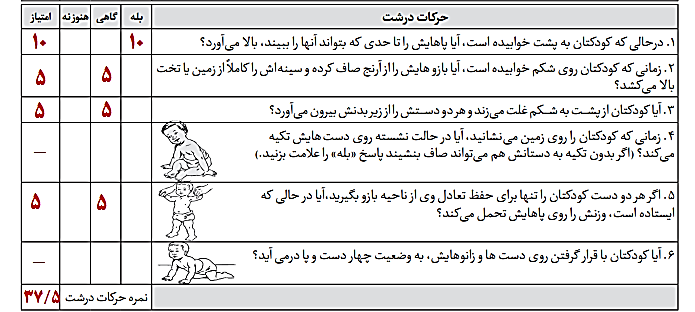 حرکات درشت بله گاهی هنوزنه امتیاز
۱. درحالی که کودکتان به پشت خوابیده است، آیا پاهایش را تا حدی که بتواند آنها را ببیند، بالا می‌آورد؟ ۱۰ ۱۰
۲. زمانی که کودکتان روی شکم خوابیده است، آیا بازوهایش را از آرنج صاف کرده و سینه‌اش را کاملاً از زمین یا تخت
بالا می‌کشد؟ ۵ ۵
۳. آیا کودکتان از پشت به شکم غلت می‌زند و هر دو دستش را از زیر بدنش بیرون می‌آورد؟ ۵ ۵
۴. زمانی که کودکتان را روی زمین می‌نشانید، آیا در حالت نشسته روی دست‌هایش تکیه
می‌کند؟ (اگر بدون تکیه به دستانش هم می‌تواند صاف بنشیند پاسخ «بله» را علامت بزنید.) —
۵. اگر هر دو دست کودکتان را تنها برای حفظ تعادل وی از ناحیه بازو بگیرید، آیا در حالی که
ایستاده است، وزنش را روی پاهایش تحمل می‌کند؟ ۵ ۵
۶. آیا کودکتان با قرار گرفتن روی دست ها و زانوهایش، به وضعیت چهار دست و پا درمی آید؟ —
نمره حرکات درشت ۳۷/۵